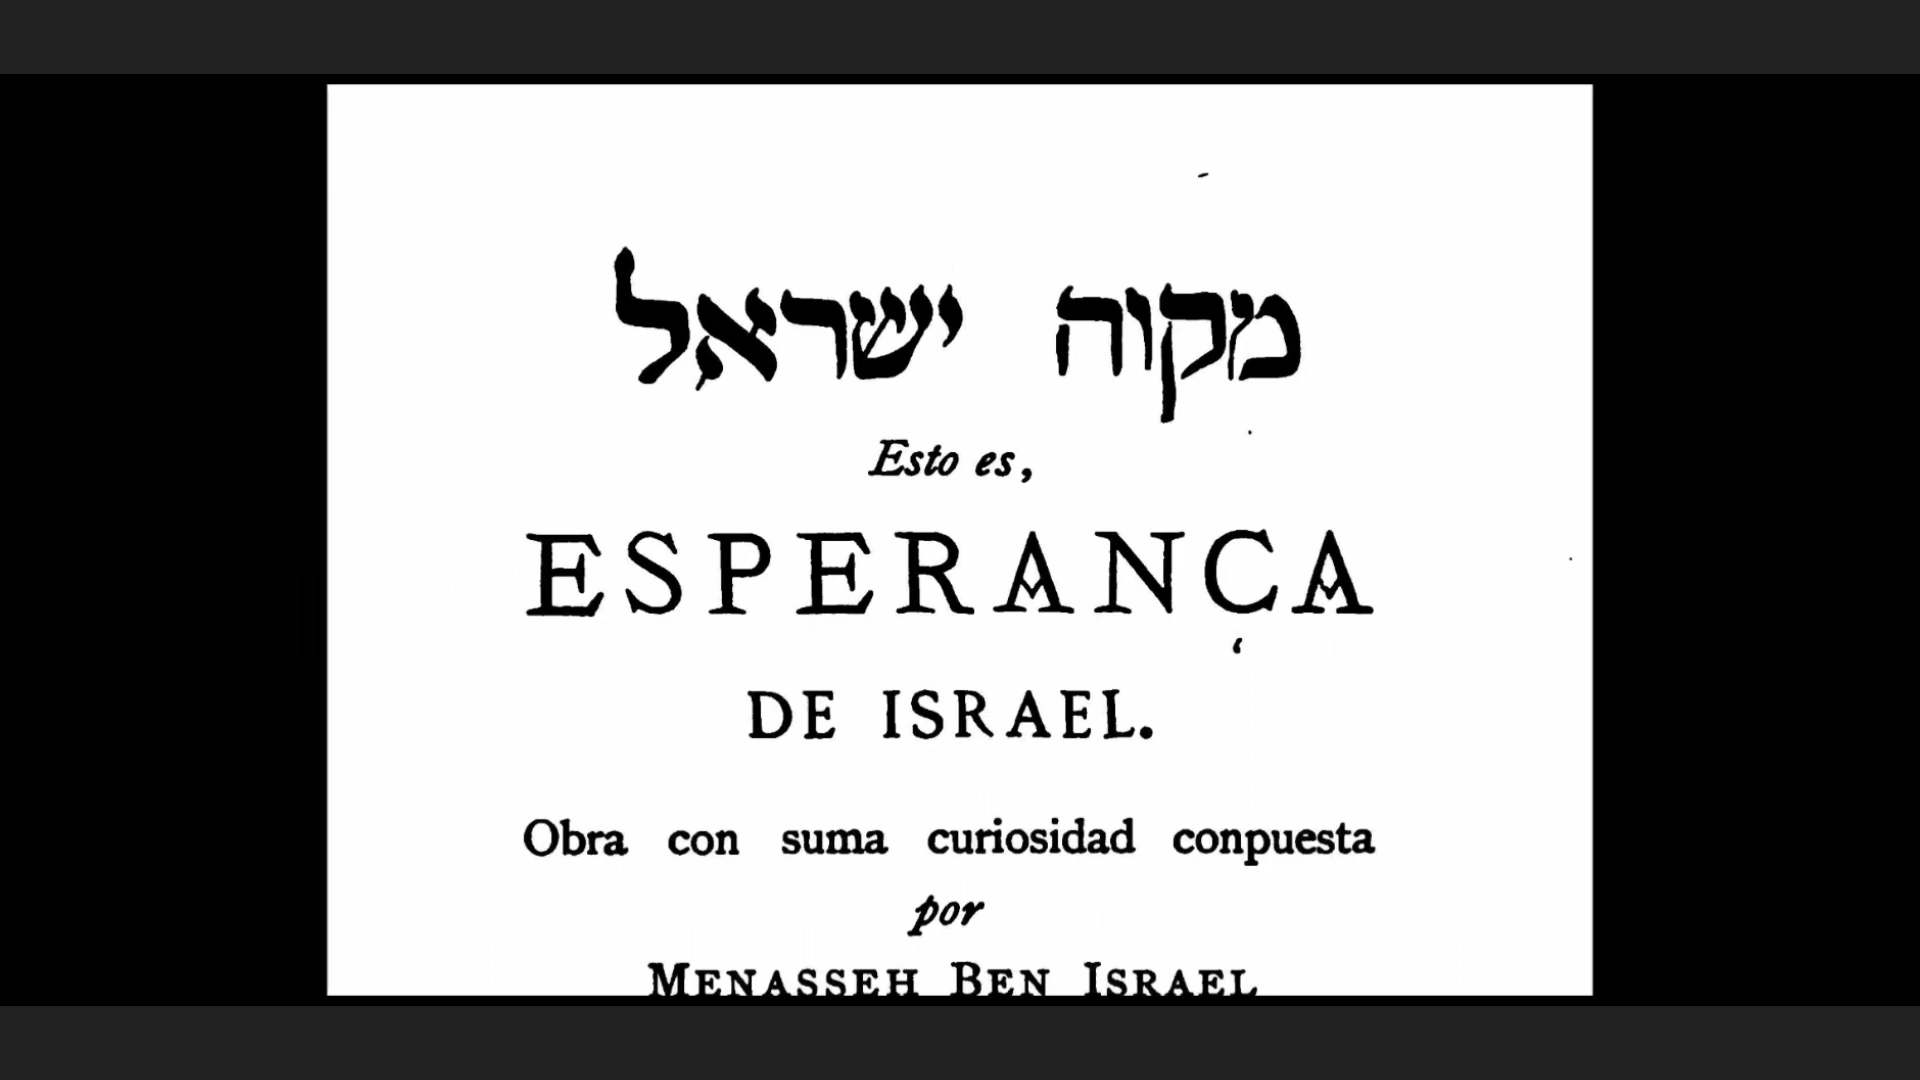 מקוה ישראל
Esto es,
ESPERANÇA
DE ISRAEL.
Obra con suma curiosidad conpuesta
por
MENASSEH BEN ISRAEL